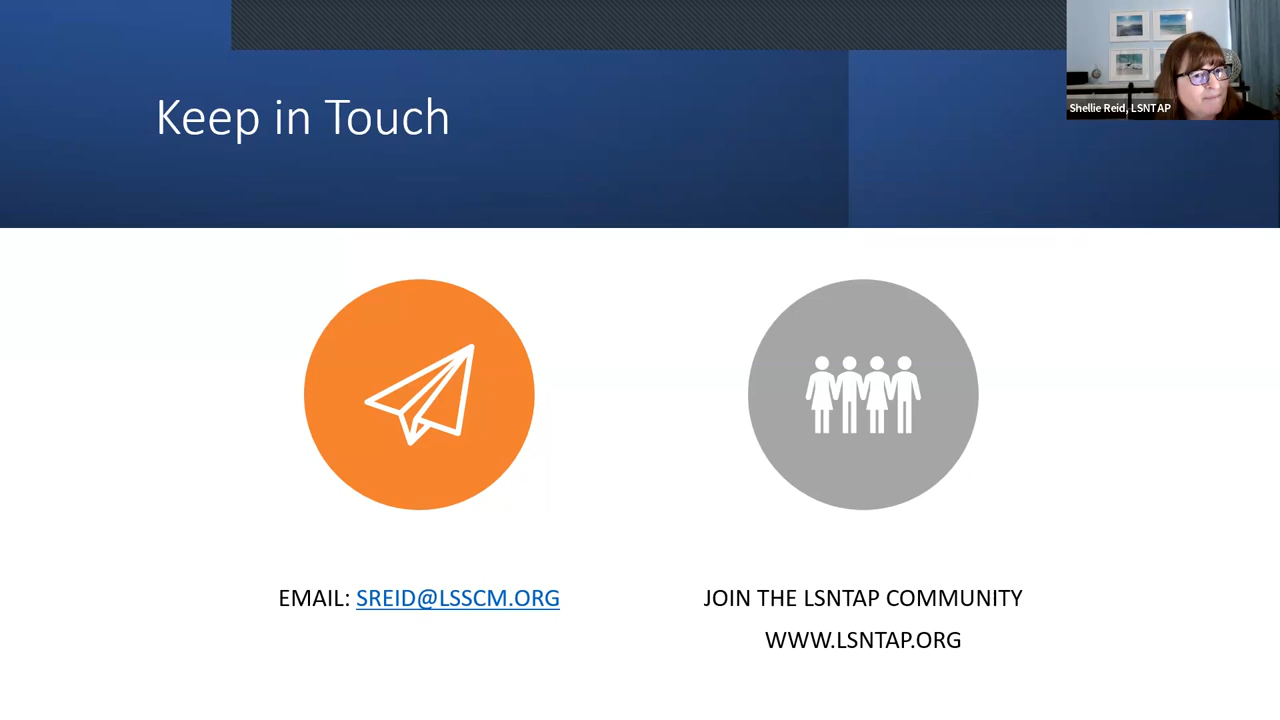 Keep in Touch
Shellie Reid, LSNTAP
EMAIL: SREID@LSSCM.ORG
JOIN THE LSNTAP COMMUNITY
WWW.LSNTAP.ORG